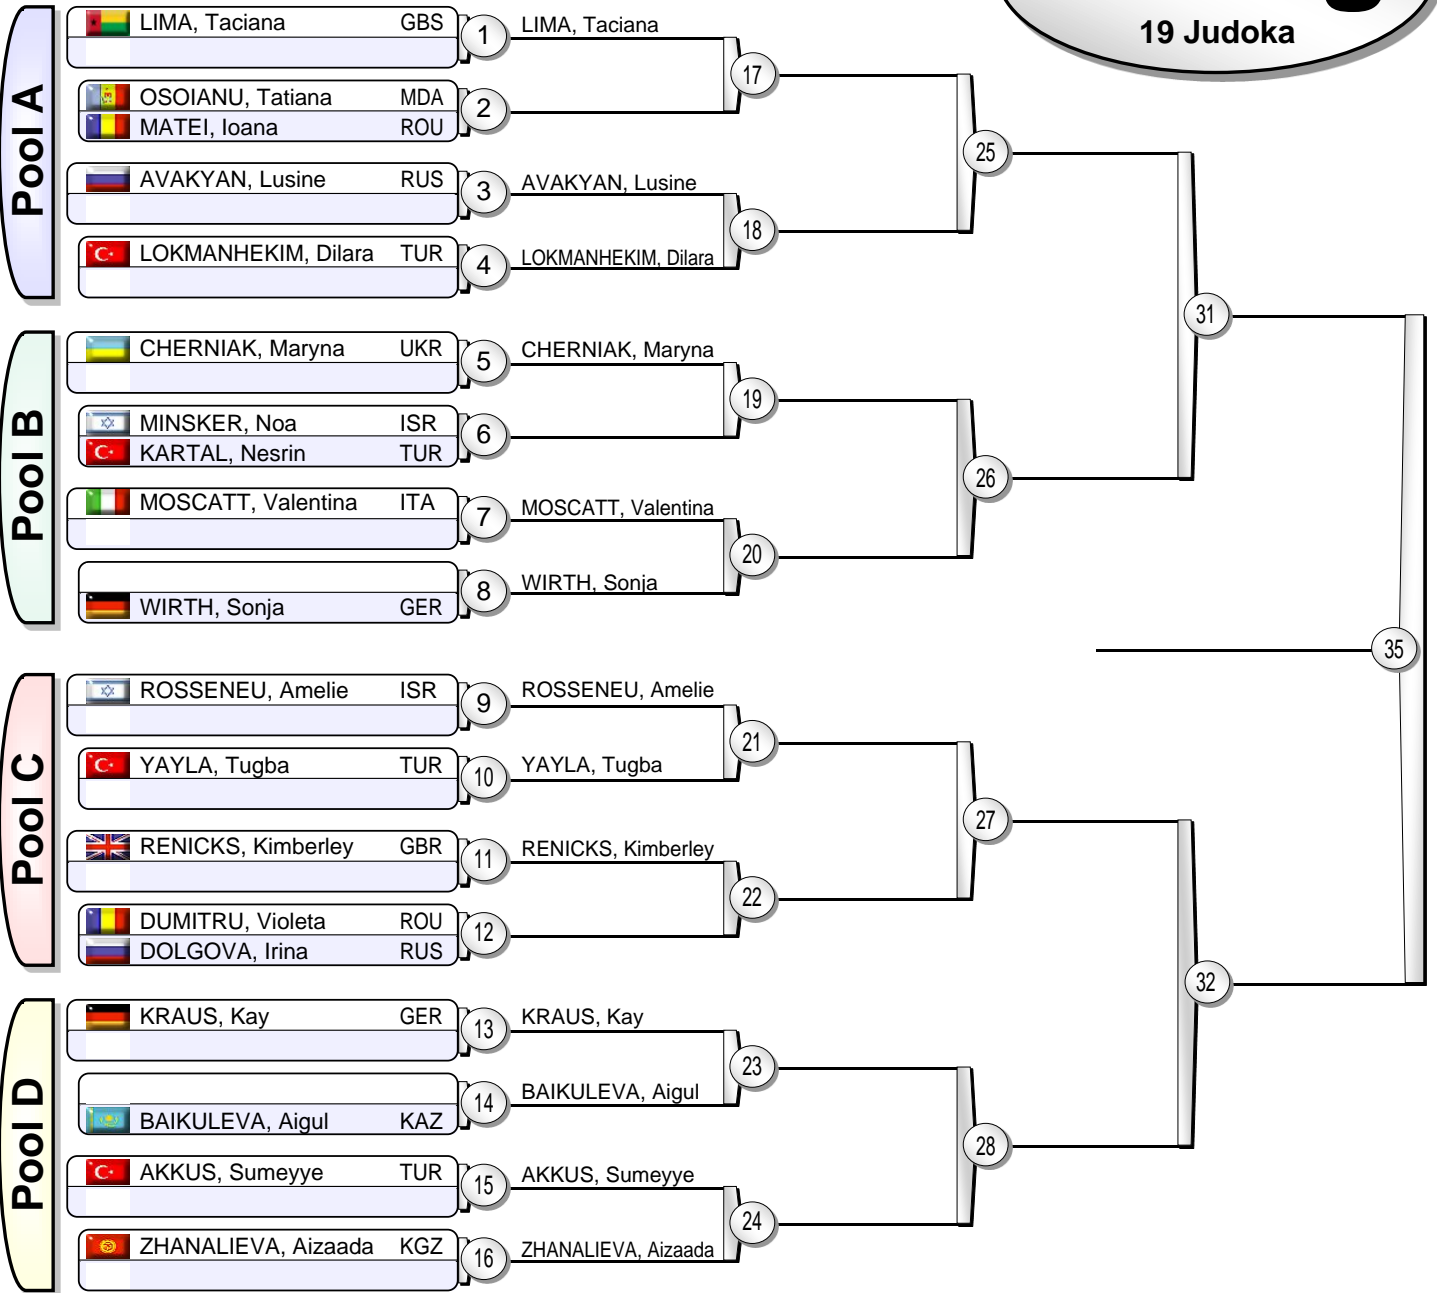 19 Judoka
Pool A
LIMA, Taciana GBS 1 LIMA, Taciana
17
OSOIANU, Tatiana MDA 2
MATEI, Ioana ROU
25
AVAKYAN, Lusine RUS 3 AVAKYAN, Lusine
18
LOKMANHEKIM, Dilara TUR 4 LOKMANHEKIM, Dilara
31
Pool B
CHERNIAK, Maryna UKR 5 CHERNIAK, Maryna
19
MINSKER, Noa ISR 6
KARTAL, Nesrin TUR
26
MOSCATT, Valentina ITA 7 MOSCATT, Valentina
20
8 WIRTH, Sonja
WIRTH, Sonja GER
35
Pool C
ROSSENEU, Amelie ISR 9 ROSSENEU, Amelie
21
YAYLA, Tugba TUR 10 YAYLA, Tugba
27
RENICKS, Kimberley GBR 11 RENICKS, Kimberley
22
DUMITRU, Violeta ROU 12
DOLGOVA, Irina RUS
32
Pool D
KRAUS, Kay GER 13 KRAUS, Kay
23
14 BAIKULEVA, Aigul
BAIKULEVA, Aigul KAZ
28
AKKUS, Sumeyye TUR 15 AKKUS, Sumeyye
24
ZHANALIEVA, Aizaada KGZ 16 ZHANALIEVA, Aizaada